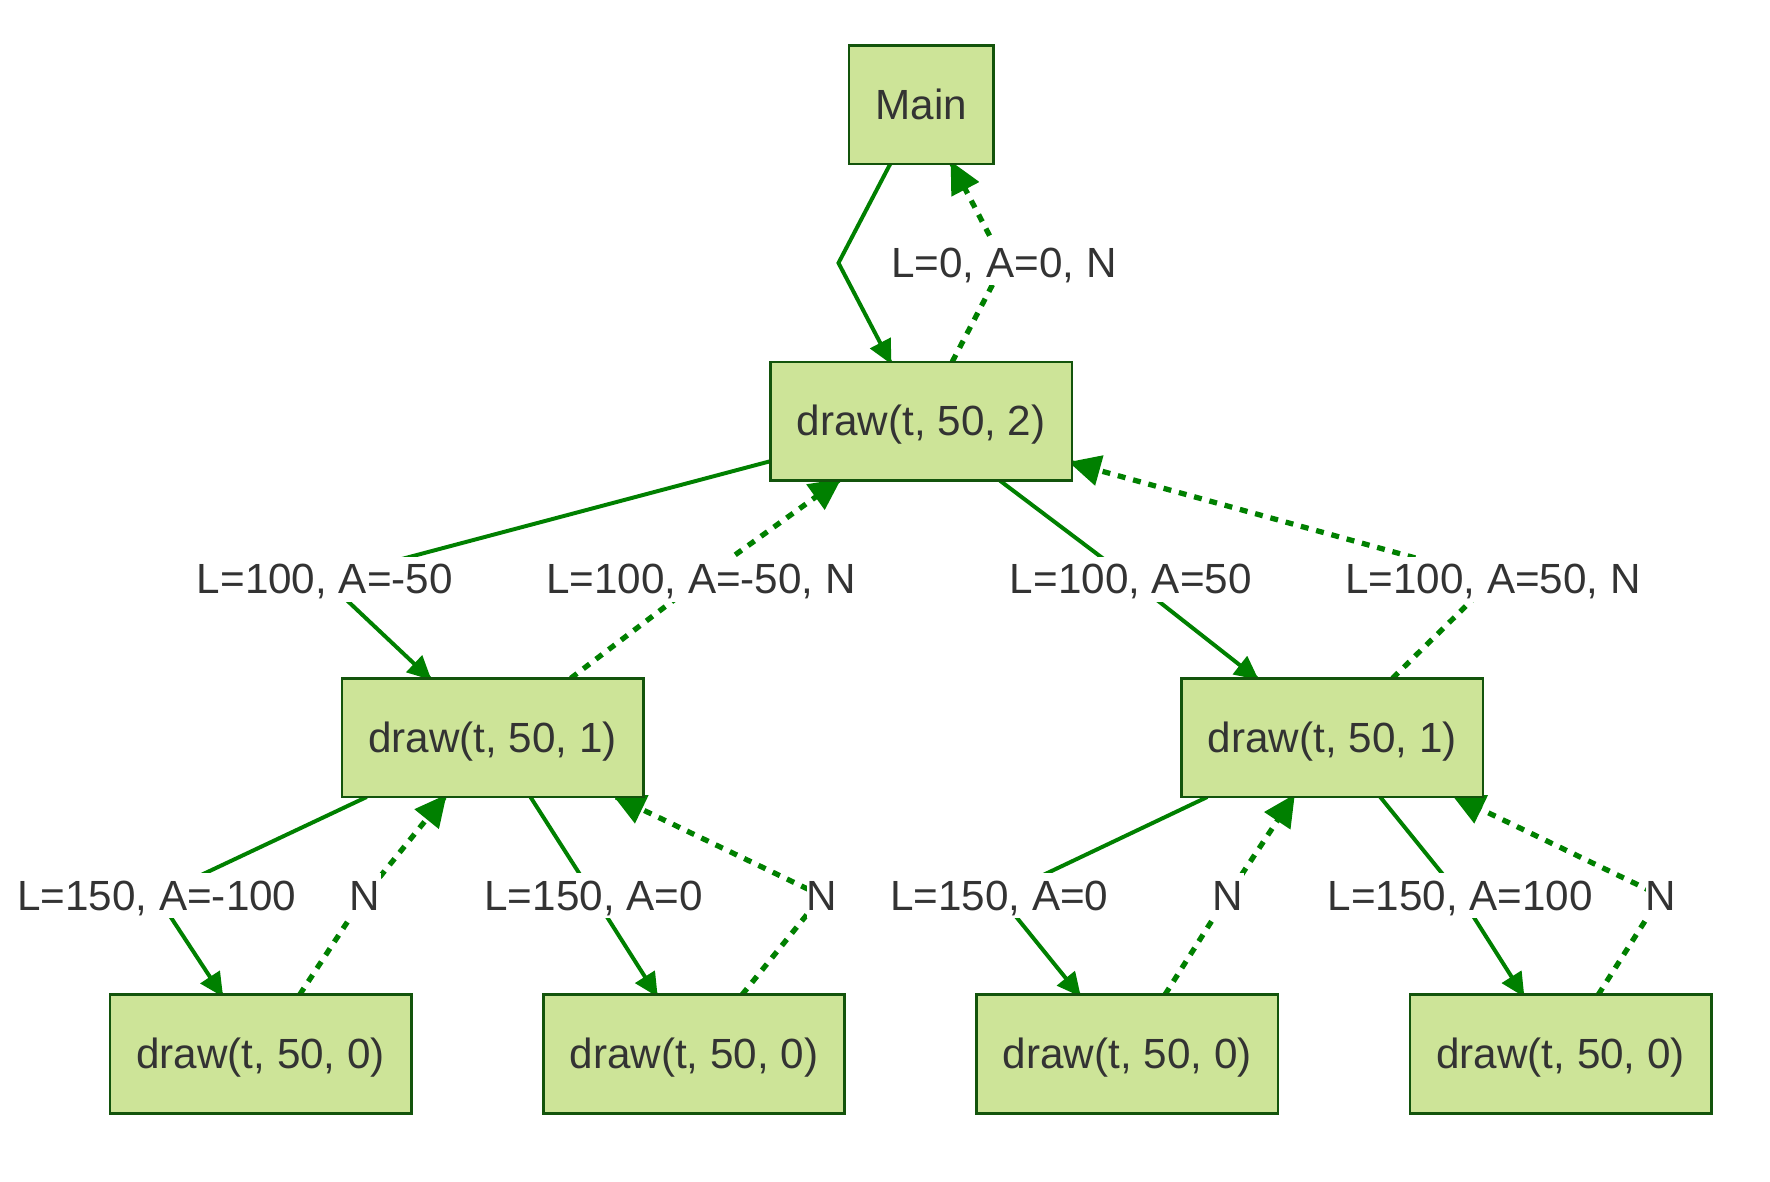 Main
L=0, A=0, N
draw(t, 50, 2)
L=100, A=-50
L=100, A=-50, N
L=100, A=50
L=100, A=50, N
draw(t, 50, 1)
draw(t, 50, 1)
L=150, A=-100
N
L=150, A=0
N
L=150, A=0
N
L=150, A=100
N
draw(t, 50, 0)
draw(t, 50, 0)
draw(t, 50, 0)
draw(t, 50, 0)